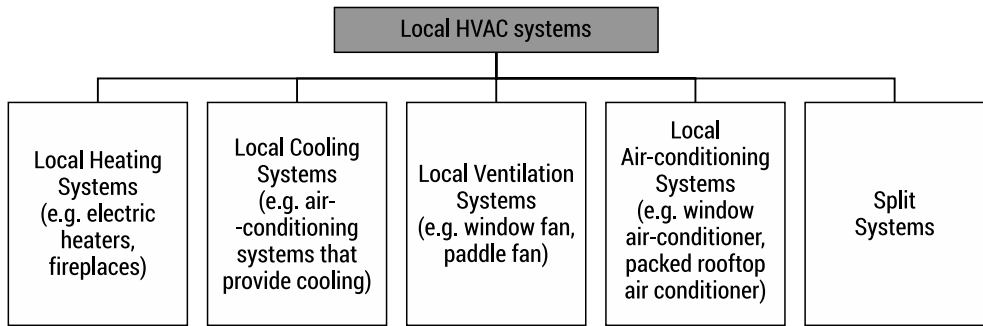 Local HVAC systems
Local Heating
Systems
(e.g. electric
heaters,
fireplaces)
Local Cooling
Systems
(e.g. air-
-conditioning
systems that
provide cooling)
Local Ventilation
Systems
(e.g. window fan,
paddle fan)
Local
Air-conditioning
Systems
(e.g. window
air-conditioner,
packed rooftop
air conditioner)
Split
Systems